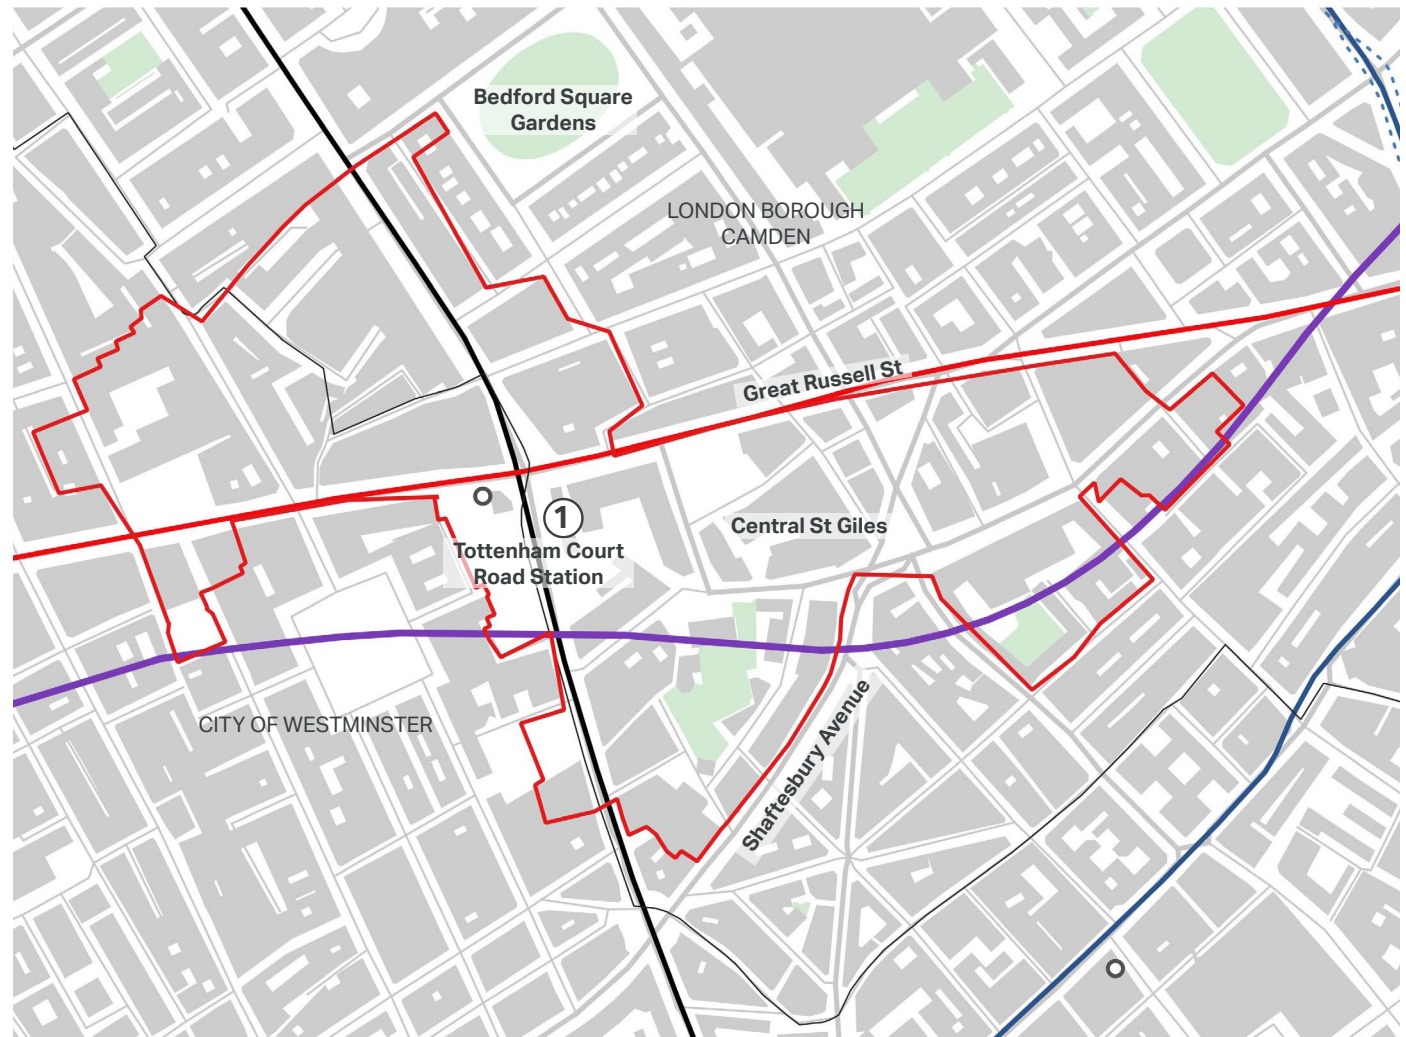 Bedford Square
Gardens
LONDON BOROUGH
CAMDEN
Great Russell St
1
Central St Giles
Tottenham Court
Road Station
CITY OF WESTMINSTER
Shaftesbury Avenue